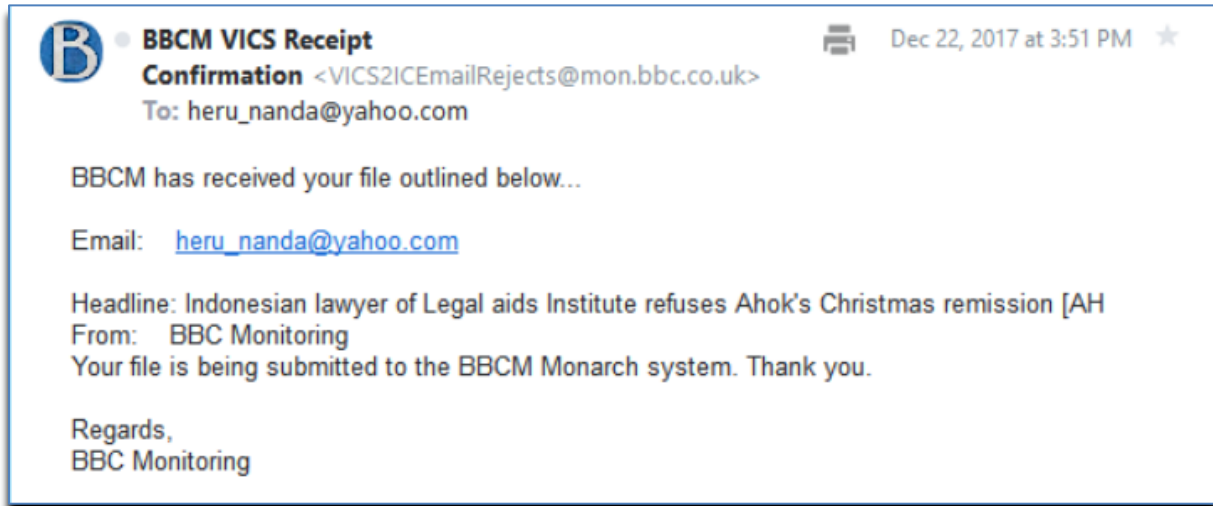 B
BBCM VICS Receipt
Confirmation <VICS2ICEmailRejects@mon.bbc.co.uk>
Dec 22, 2017 at 3:51 PM
To: heru_nanda@yahoo.com
BBCM has received your file outlined below...
Email: heru_nanda@yahoo.com
Headline: Indonesian lawyer of Legal aids Institute refuses Ahok's Christmas remission [AH
From: BBC Monitoring
Your file is being submitted to the BBCM Monarch system. Thank you.
Regards,
BBC Monitoring